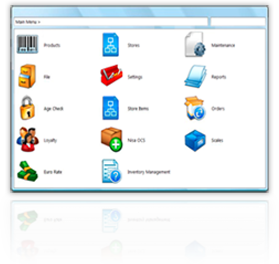 Main Menu >
Products Stores Maintenance
File Settings Reports
Age Check Store Items Orders
Loyalty Nisa OCS Scales
Euro Rate Inventory Management